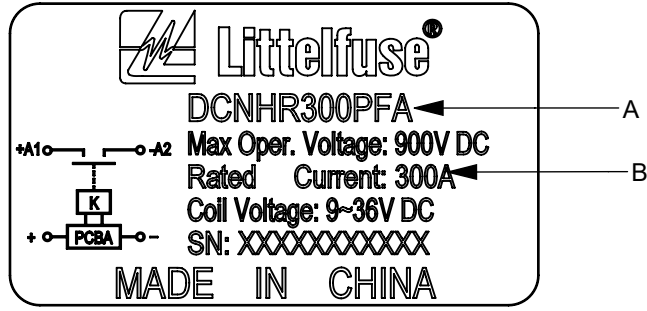 Littelfuse®
DCNHR300PFA
A
Max Oper. Voltage: 900V DC
+A1 -A2
Rated Current: 300A
B
K
Coil Voltage: 9~36V DC
+ PCBA -
SN: XXXXXXXXXXX
MADE IN CHINA